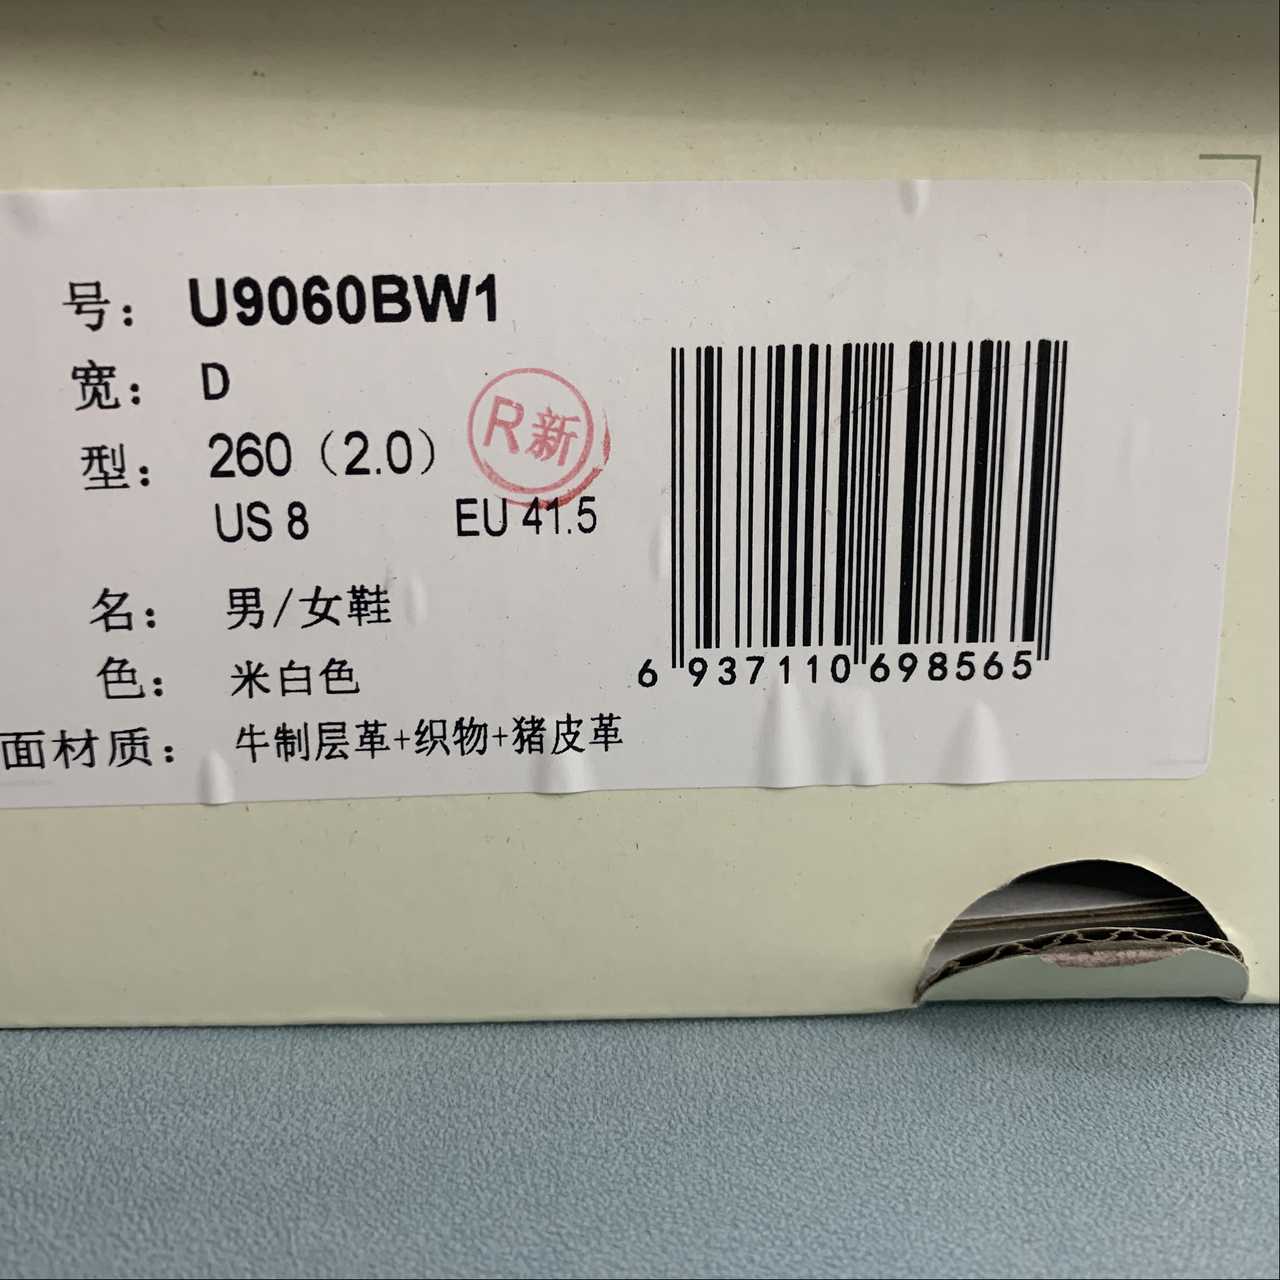 号： U9060BW1
宽： D
型： 260（2.0）
R新
US 8 EU 41.5
名： 男/女鞋
色： 米白色
面材质： 牛剖层革+织物+猪皮革
6 937110 698565